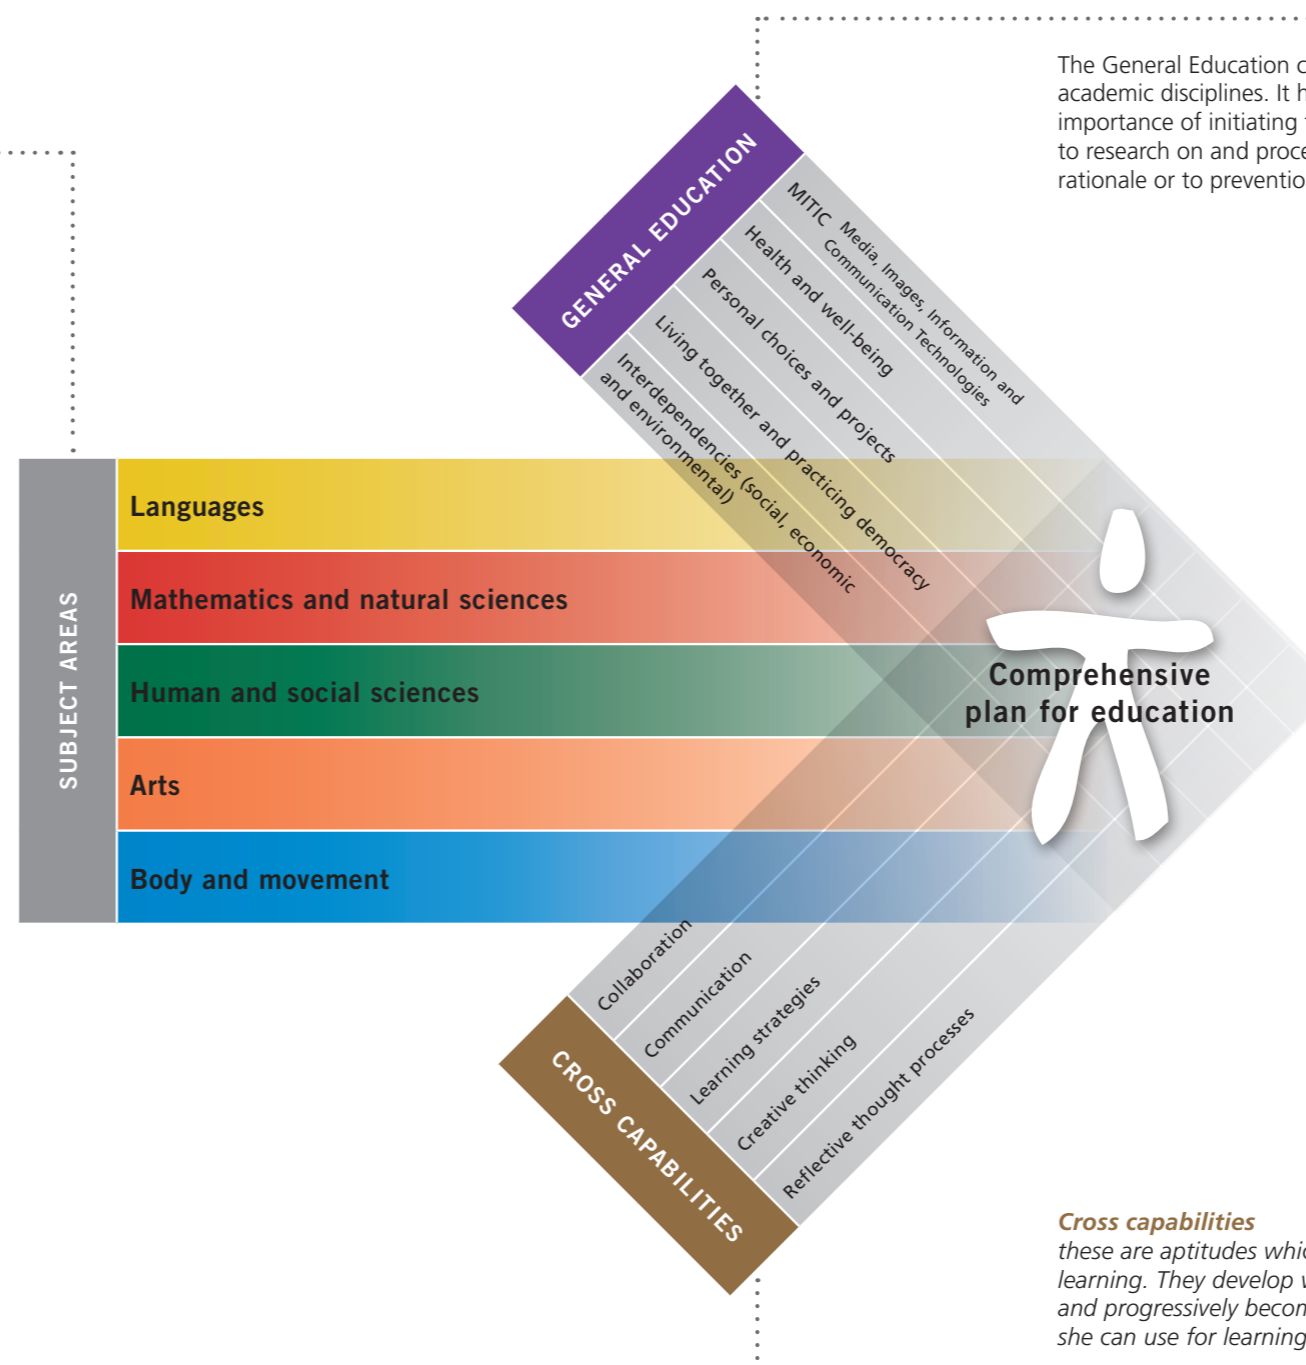 The General Education
academic disciplines. It
importance of initiating
to research on and
rationale or to
GENERAL EDUCATION
MITIC Media, Images, Information and
Communication Technologies
Health and well-being
Personal choices and projects
Living together and practicing democracy
Interdependencies (social, economic
and environmental)
SUBJECT AREAS
Languages
Mathematics and natural sciences
Human and social sciences
Arts
Body and movement
Comprehensive
plan for education
Collaboration
Communication
Learning strategies
Creative thinking
Reflective thought processes
CROSS CAPABILITIES
Cross capabilities
these are aptitudes
learning. They develop
and progressively
she can use for learning